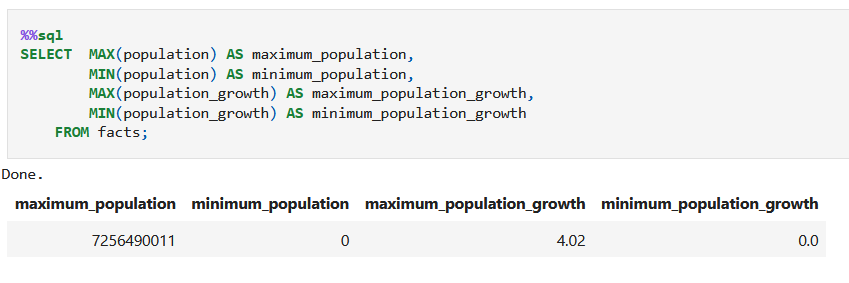 %%sql
SELECT  MAX(population) AS maximum_population,
        MIN(population) AS minimum_population,
        MAX(population_growth) AS maximum_population_growth,
        MIN(population_growth) AS minimum_population_growth
    FROM facts;
Done.
maximum_population minimum_population maximum_population_growth minimum_population_growth
7256490011 0 4.02 0.0